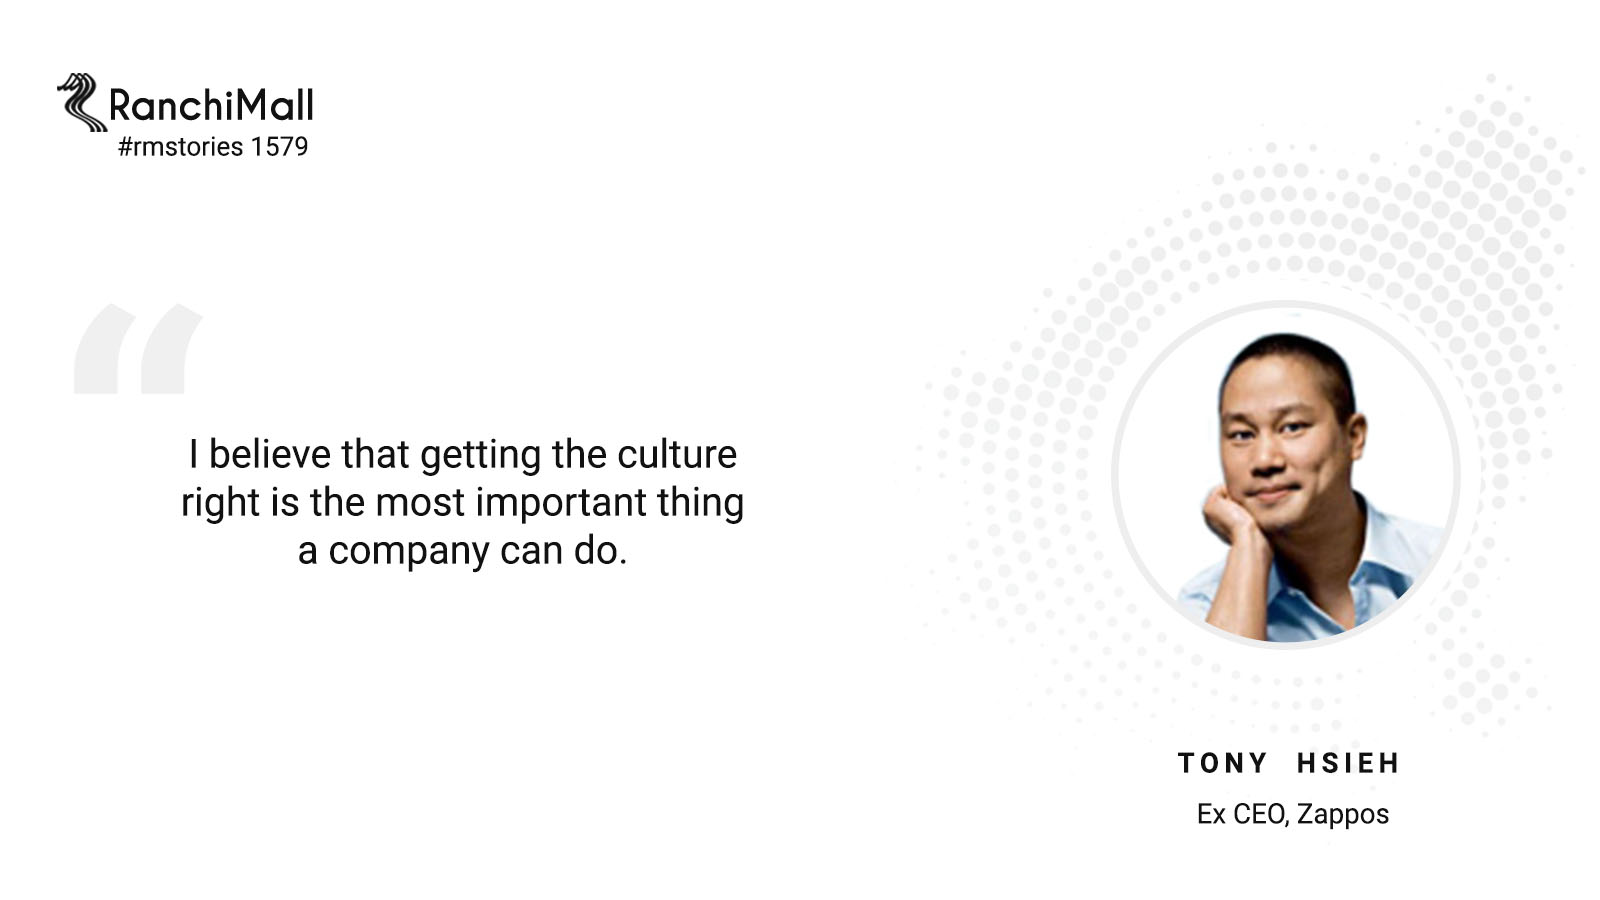 RanchiMall
#rmstories 1579
“
I believe that getting the culture
right is the most important thing
a company can do.
TONY HSIEH
Ex CEO, Zappos